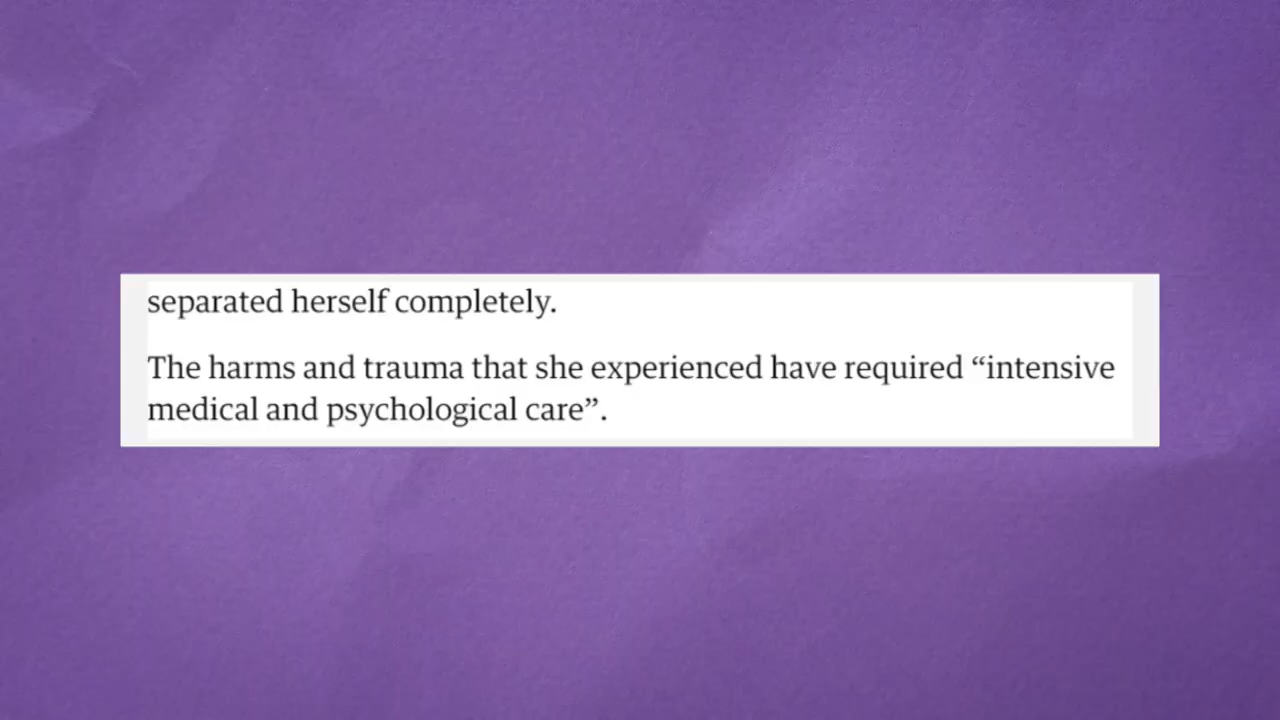 separated herself completely.
The harms and trauma that she experienced have required “intensive
medical and psychological care”.